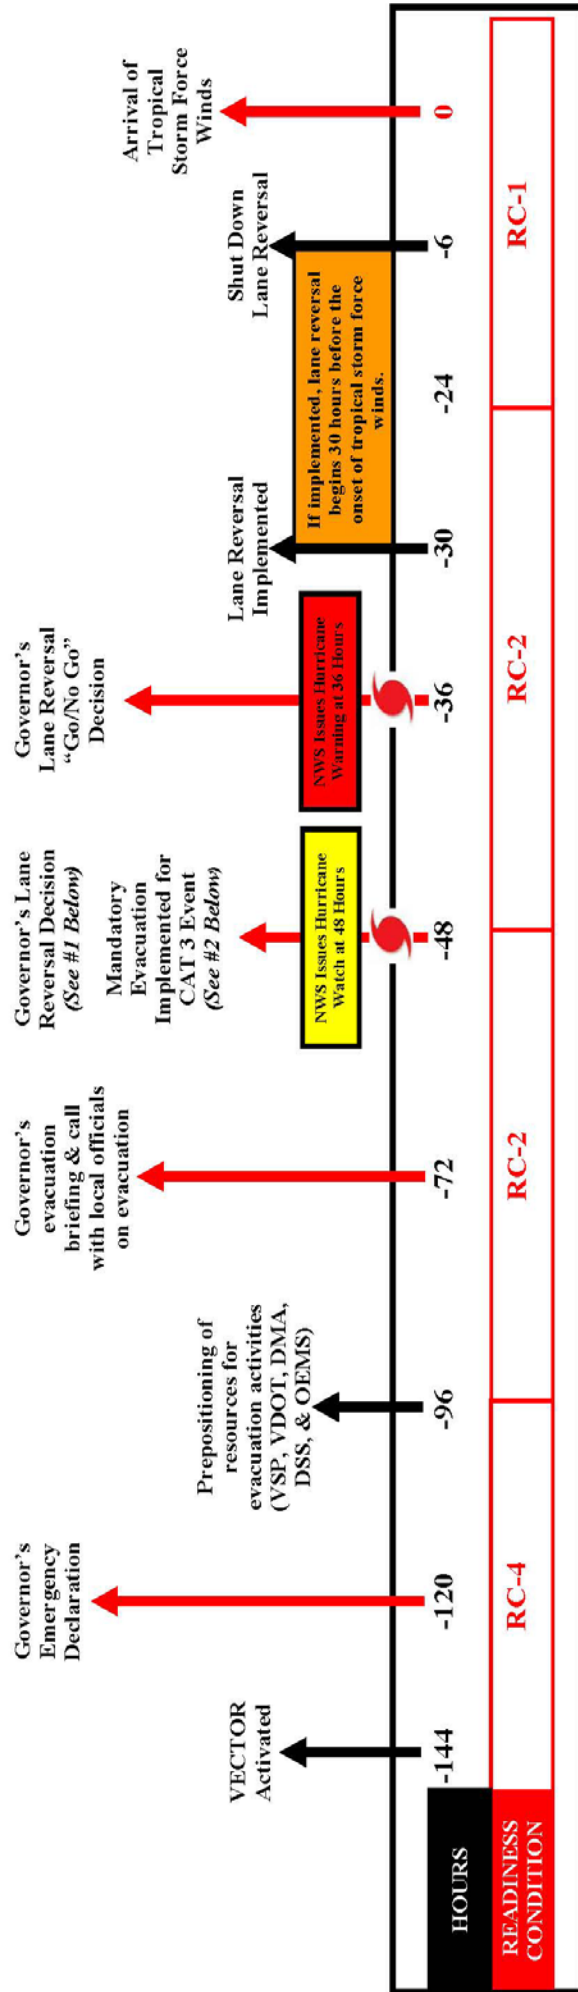 VECTOR
Activated
Governor's
Emergency
Declaration
Prepositioning of
resources for
evacuation activities
(VSP, VDOT, DMA,
DSS, & OEMS)
Governor's
evacuation
briefing & call
with local officials
on evacuation
Governor's Lane
Reversal Decision
(See #1 Below)
Mandatory
Evacuation
Implemented for
CAT 3 Event
(See #2 Below)
NWS Issues Hurricane
Watch at 48 Hours
Governor's
Lane Reversal
“Go/No Go”
Decision
NWS Issues Hurricane
Warning at 36 Hours
Lane Reversal
Implemented
If implemented, lane reversal
begins 30 hours before the
onset of tropical storm force
winds.
Shut Down
Lane Reversal
Arrival of
Tropical
Storm Force
Winds
HOURS
-144
-120
-96
-72
-48
-36
-30
-24
-6
0
READINESS
CONDITION
RC-4
RC-2
RC-2
RC-1